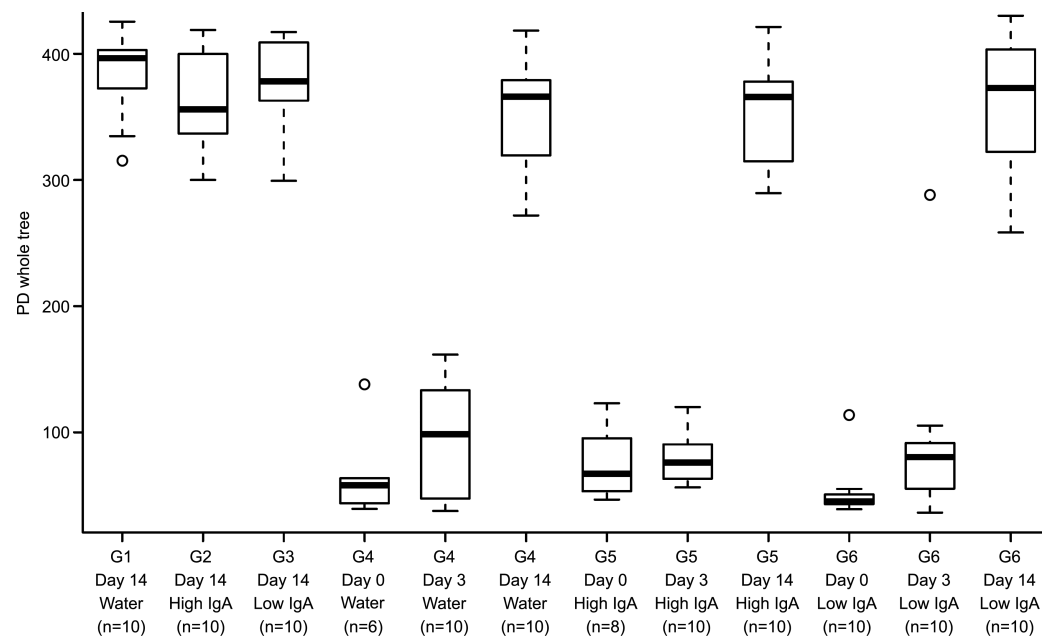 400
300
200
100
PD whole tree
G1 G2 G3 G4 G4 G4 G5 G5 G5 G6 G6 G6
Day 14 Day 14 Day 14 Day 0 Day 3 Day 14 Day 0 Day 3 Day 14 Day 0 Day 3 Day 14
Water High IgA Low IgA Water Water Water High IgA High IgA High IgA Low IgA Low IgA Low IgA
(n=10) (n=10) (n=10) (n=6) (n=10) (n=10) (n=8) (n=10) (n=10) (n=10) (n=10) (n=10)